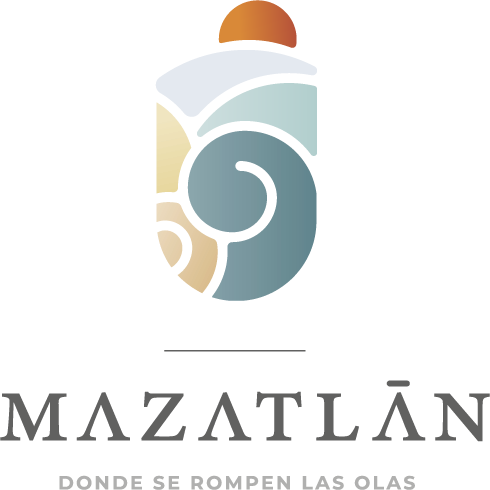 MAZATLĀN
DONDE SE ROMPEN LAS OLAS